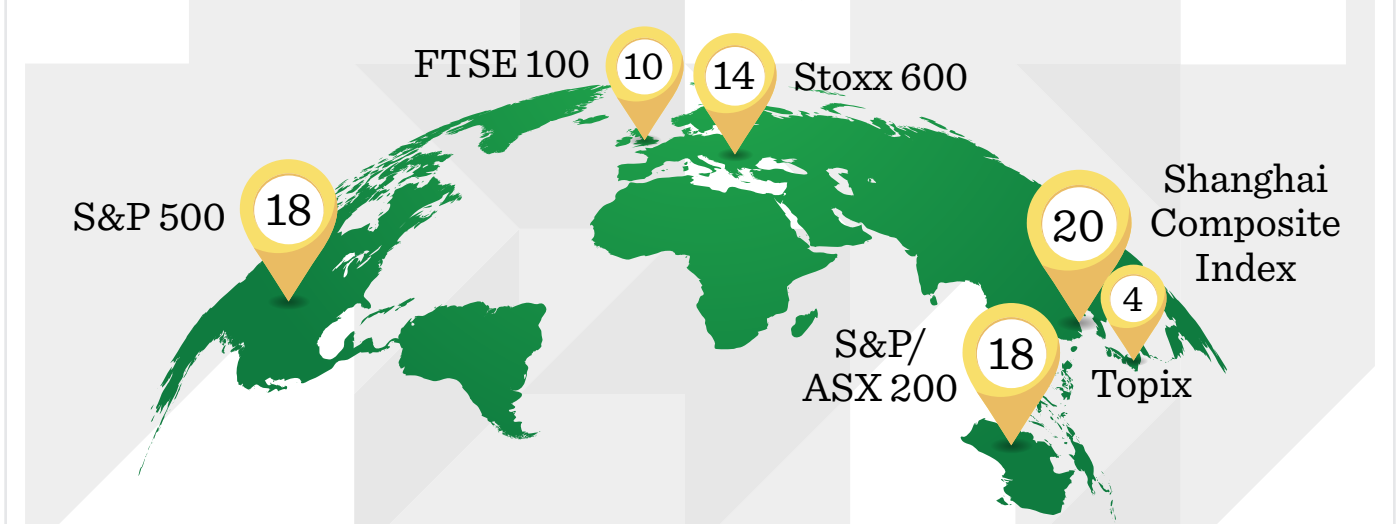 FTSE 100
10
14
Stoxx 600
S&P 500
18
20
Shanghai
Composite
Index
4
Topix
S&P/
ASX 200
18